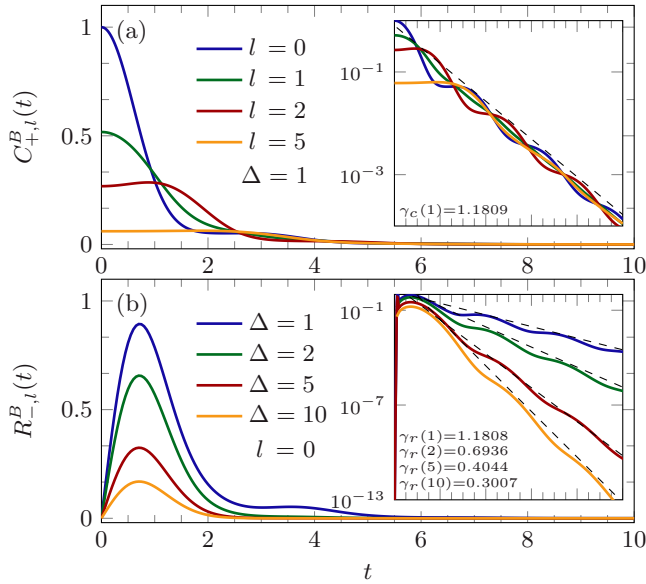 (a)
1
0.5
0
C^B_{+,l}(t)
l = 0
l = 1
l = 2
l = 5
Δ = 1
10^{−1}
10^{−3}
γ_c(1)=1.1809
0 2 4 6 8 10
(b)
1
0.5
0
R^B_{−,l}(t)
Δ = 1
Δ = 2
Δ = 5
Δ = 10
l = 0
10^{−1}
10^{−7}
10^{−13}
γ_r(1)=1.1808
γ_r(2)=0.6936
γ_r(5)=0.4044
γ_r(10)=0.3007
0 2 4 6 8 10
t